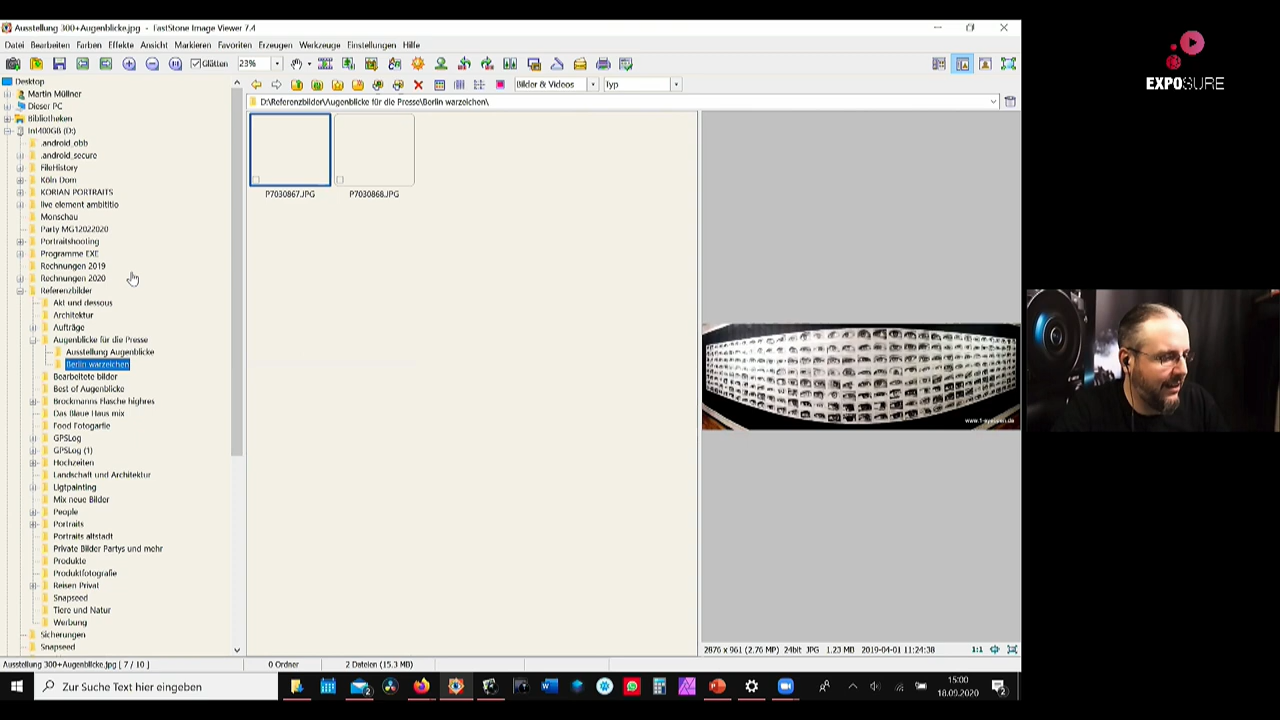 Ausstellung 300+Augenblicke.jpg - FastStone Image Viewer 7.4
Datei Bearbeiten Farben Effekte Ansicht Markieren Favoriten Erzeugen Werkzeuge Einstellungen Hilfe
Glätten 23%
Bilder & Videos Typ
D:\Referenzbilder\Augenblicke für die Presse\Berlin warzeichen\
Desktop
Martin Müllner
Dieser PC
Bibliotheken
Int400GB (D:)
.android_obb
.android_secure
FileHistory
Köln Dom
KORIAN PORTRAITS
live element ambititio
Monschau
Party MG12022020
Portraitshooting
Programme EXE
Rechnungen 2019
Rechnungen 2020
Referenzbilder
Akt und dessous
Architektur
Aufträge
Augenblicke für die Presse
Ausstellung Augenblicke
Berlin warzeichen
Bearbeitete bilder
Best of Augenblicke
Brockmanns Flasche highres
Das Blaue Haus mix
Food Fotogarfie
GPSLog
GPSLog (1)
Hochzeiten
Landschaft und Architektur
Ligtpainting
Mix neue Bilder
People
Portraits
Portraits altstadt
Private Bilder Partys und mehr
Produkte
Produktfotografie
Reisen Privat
Snapseed
Tiere und Natur
Werbung
Sicherungen
Snapseed
P7030867.JPG P7030868.JPG
2876 x 961 (2.76 MP) 24bit JPG 1.23 MB 2019-04-01 11:24:38 1:1
Ausstellung 300+Augenblicke.jpg [ 7 / 10 ] 0 Ordner 2 Dateien (15.3 MB)
Zur Suche Text hier eingeben
15:00
18.09.2020
EXPOSURE